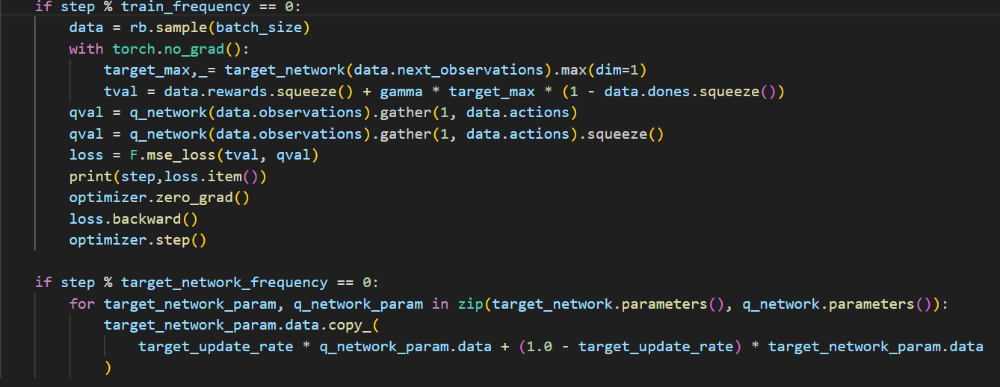 if step % train_frequency == 0:
    data = rb.sample(batch_size)
    with torch.no_grad():
        target_max,_= target_network(data.next_observations).max(dim=1)
        tval = data.rewards.squeeze() + gamma * target_max * (1 - data.dones.squeeze())
    qval = q_network(data.observations).gather(1, data.actions)
    qval = q_network(data.observations).gather(1, data.actions).squeeze()
    loss = F.mse_loss(tval, qval)
    print(step,loss.item())
    optimizer.zero_grad()
    loss.backward()
    optimizer.step()

if step % target_network_frequency == 0:
    for target_network_param, q_network_param in zip(target_network.parameters(), q_network.parameters()):
        target_network_param.data.copy_(
            target_update_rate * q_network_param.data + (1.0 - target_update_rate) * target_network_param.data
        )